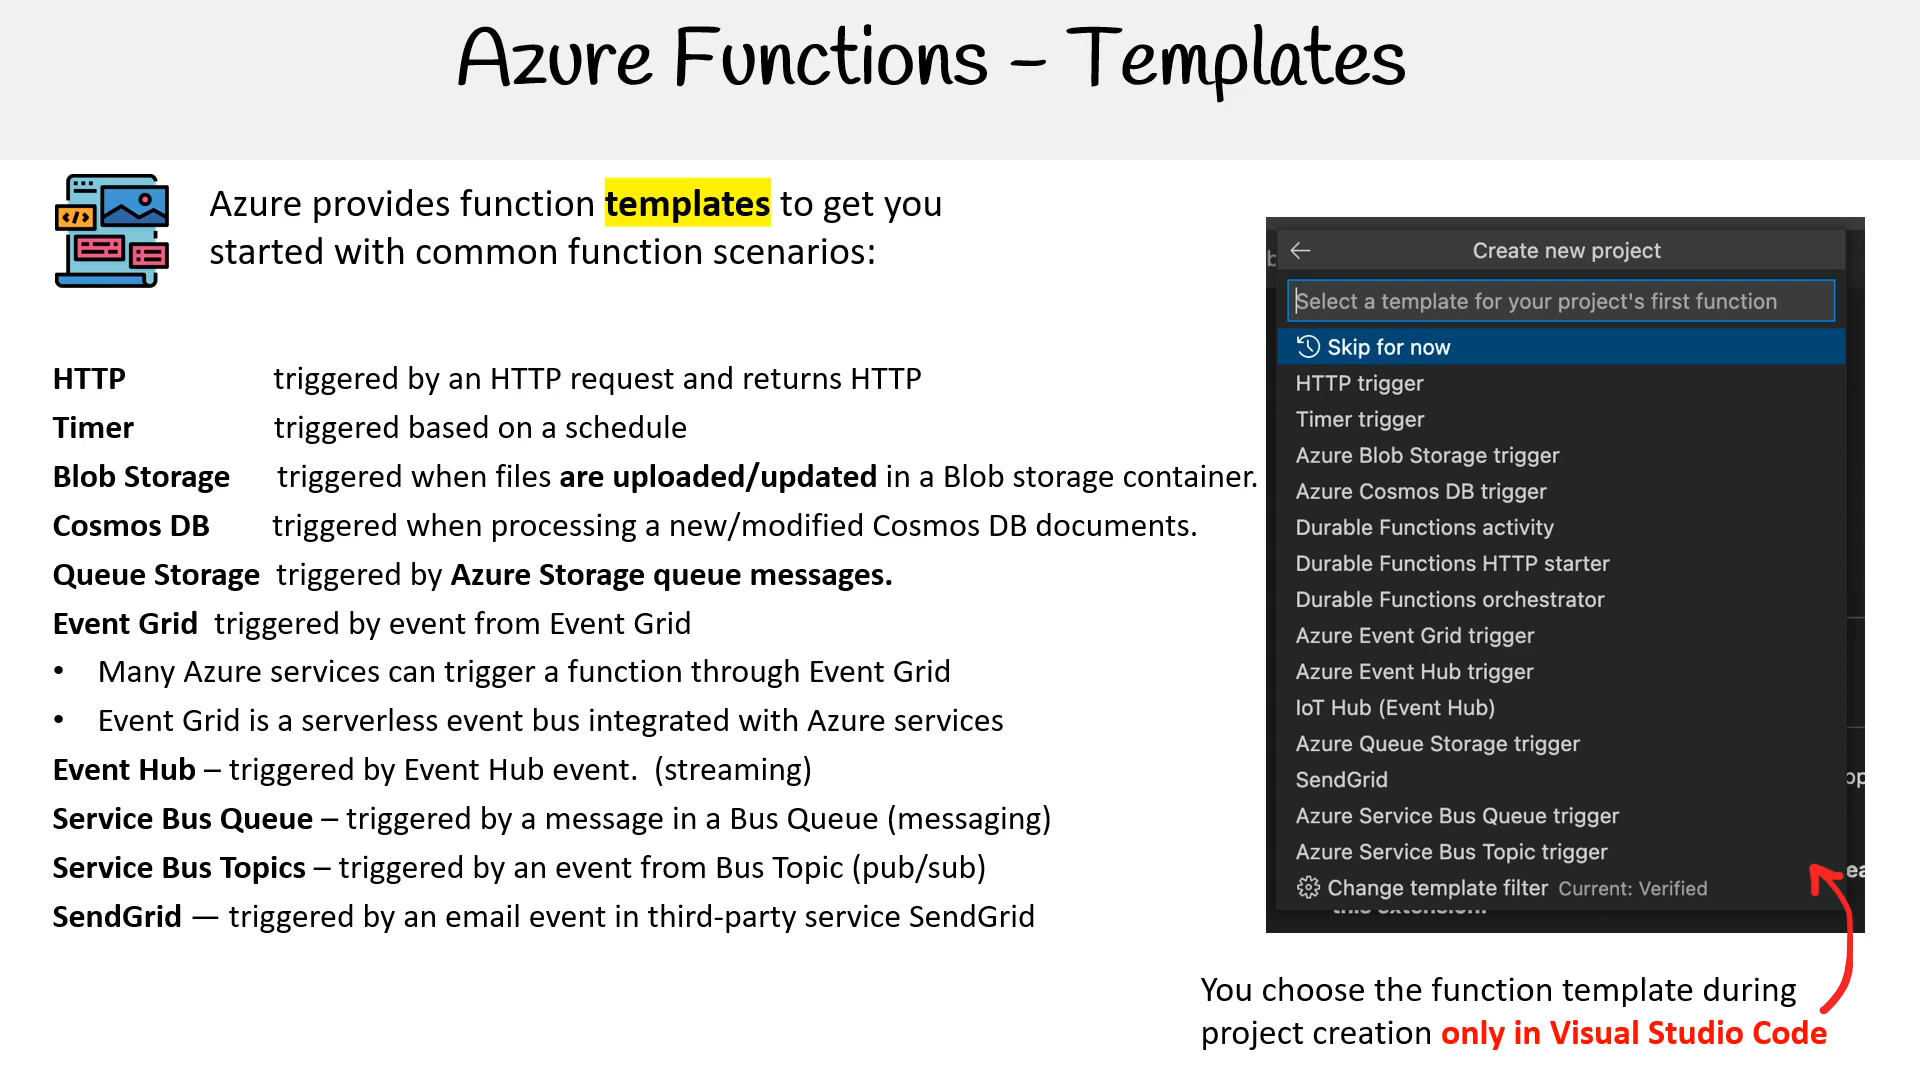 Azure Functions - Templates
Azure provides function templates to get you
started with common function scenarios:
HTTP triggered by an HTTP request and returns HTTP
Timer triggered based on a schedule
Blob Storage triggered when files are uploaded/updated in a Blob storage container.
Cosmos DB triggered when processing a new/modified Cosmos DB documents.
Queue Storage triggered by Azure Storage queue messages.
Event Grid triggered by event from Event Grid
• Many Azure services can trigger a function through Event Grid
• Event Grid is a serverless event bus integrated with Azure services
Event Hub – triggered by Event Hub event. (streaming)
Service Bus Queue – triggered by a message in a Bus Queue (messaging)
Service Bus Topics – triggered by an event from Bus Topic (pub/sub)
SendGrid — triggered by an email event in third-party service SendGrid
Create new project
Select a template for your project's first function
Skip for now
HTTP trigger
Timer trigger
Azure Blob Storage trigger
Azure Cosmos DB trigger
Durable Functions activity
Durable Functions HTTP starter
Durable Functions orchestrator
Azure Event Grid trigger
Azure Event Hub trigger
IoT Hub (Event Hub)
Azure Queue Storage trigger
SendGrid
Azure Service Bus Queue trigger
Azure Service Bus Topic trigger
Change template filter Current: Verified
this extension.
You choose the function template during
project creation only in Visual Studio Code